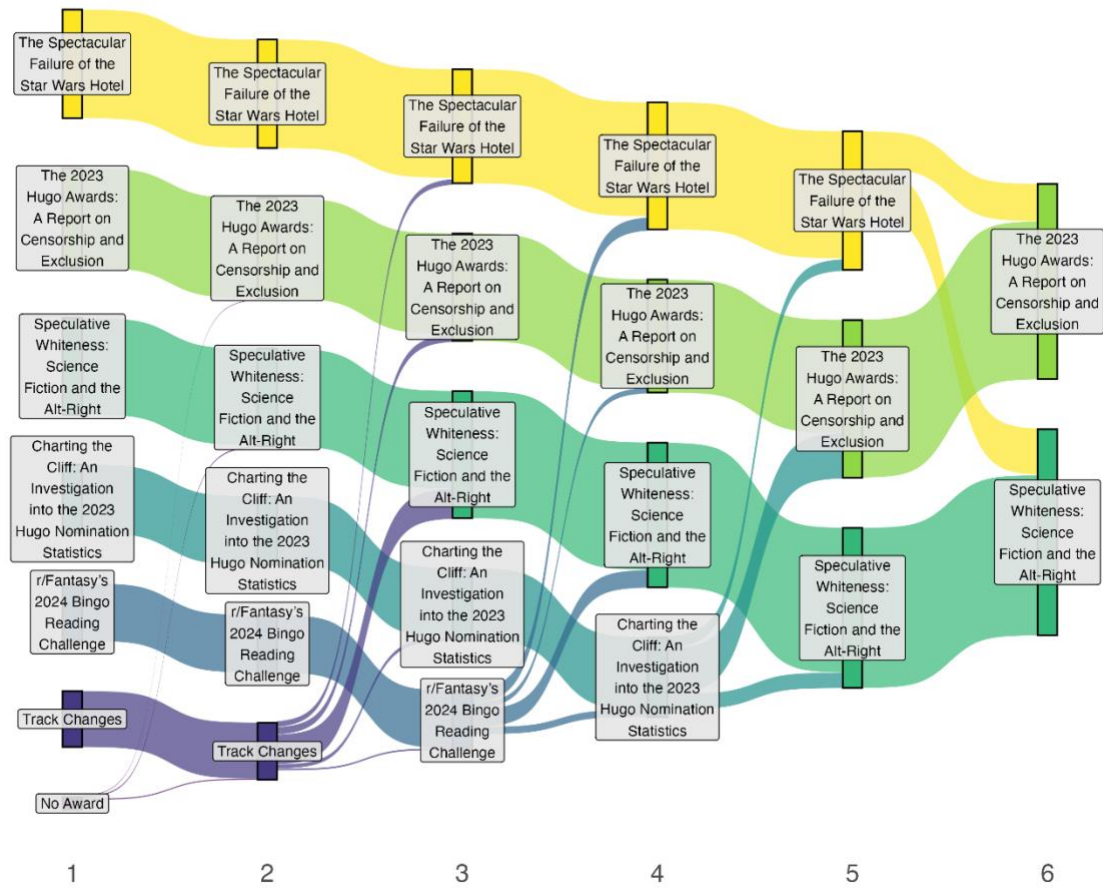 The Spectacular
Failure of the
Star Wars Hotel
The 2023
Hugo Awards:
A Report on
Censorship and
Exclusion
Speculative
Whiteness:
Science
Fiction and the
Alt-Right
Charting the
Cliff: An
Investigation
into the 2023
Hugo Nomination
Statistics
r/Fantasy's
2024 Bingo
Reading
Challenge
Track Changes
No Award
The Spectacular
Failure of the
Star Wars Hotel
The 2023
Hugo Awards:
A Report on
Censorship and
Exclusion
Speculative
Whiteness:
Science
Fiction and the
Alt-Right
Charting the
Cliff: An
Investigation
into the 2023
Hugo Nomination
Statistics
r/Fantasy's
2024 Bingo
Reading
Challenge
Track Changes
The Spectacular
Failure of the
Star Wars Hotel
The 2023
Hugo Awards:
A Report on
Censorship and
Exclusion
Speculative
Whiteness:
Science
Fiction and the
Alt-Right
Charting the
Cliff: An
Investigation
into the 2023
Hugo Nomination
Statistics
r/Fantasy's
2024 Bingo
Reading
Challenge
The Spectacular
Failure of the
Star Wars Hotel
The 2023
Hugo Awards:
A Report on
Censorship and
Exclusion
Speculative
Whiteness:
Science
Fiction and the
Alt-Right
Charting the
Cliff: An
Investigation
into the 2023
Hugo Nomination
Statistics
The Spectacular
Failure of the
Star Wars Hotel
The 2023
Hugo Awards:
A Report on
Censorship and
Exclusion
Speculative
Whiteness:
Science
Fiction and the
Alt-Right
The 2023
Hugo Awards:
A Report on
Censorship and
Exclusion
Speculative
Whiteness:
Science
Fiction and the
Alt-Right
1 2 3 4 5 6